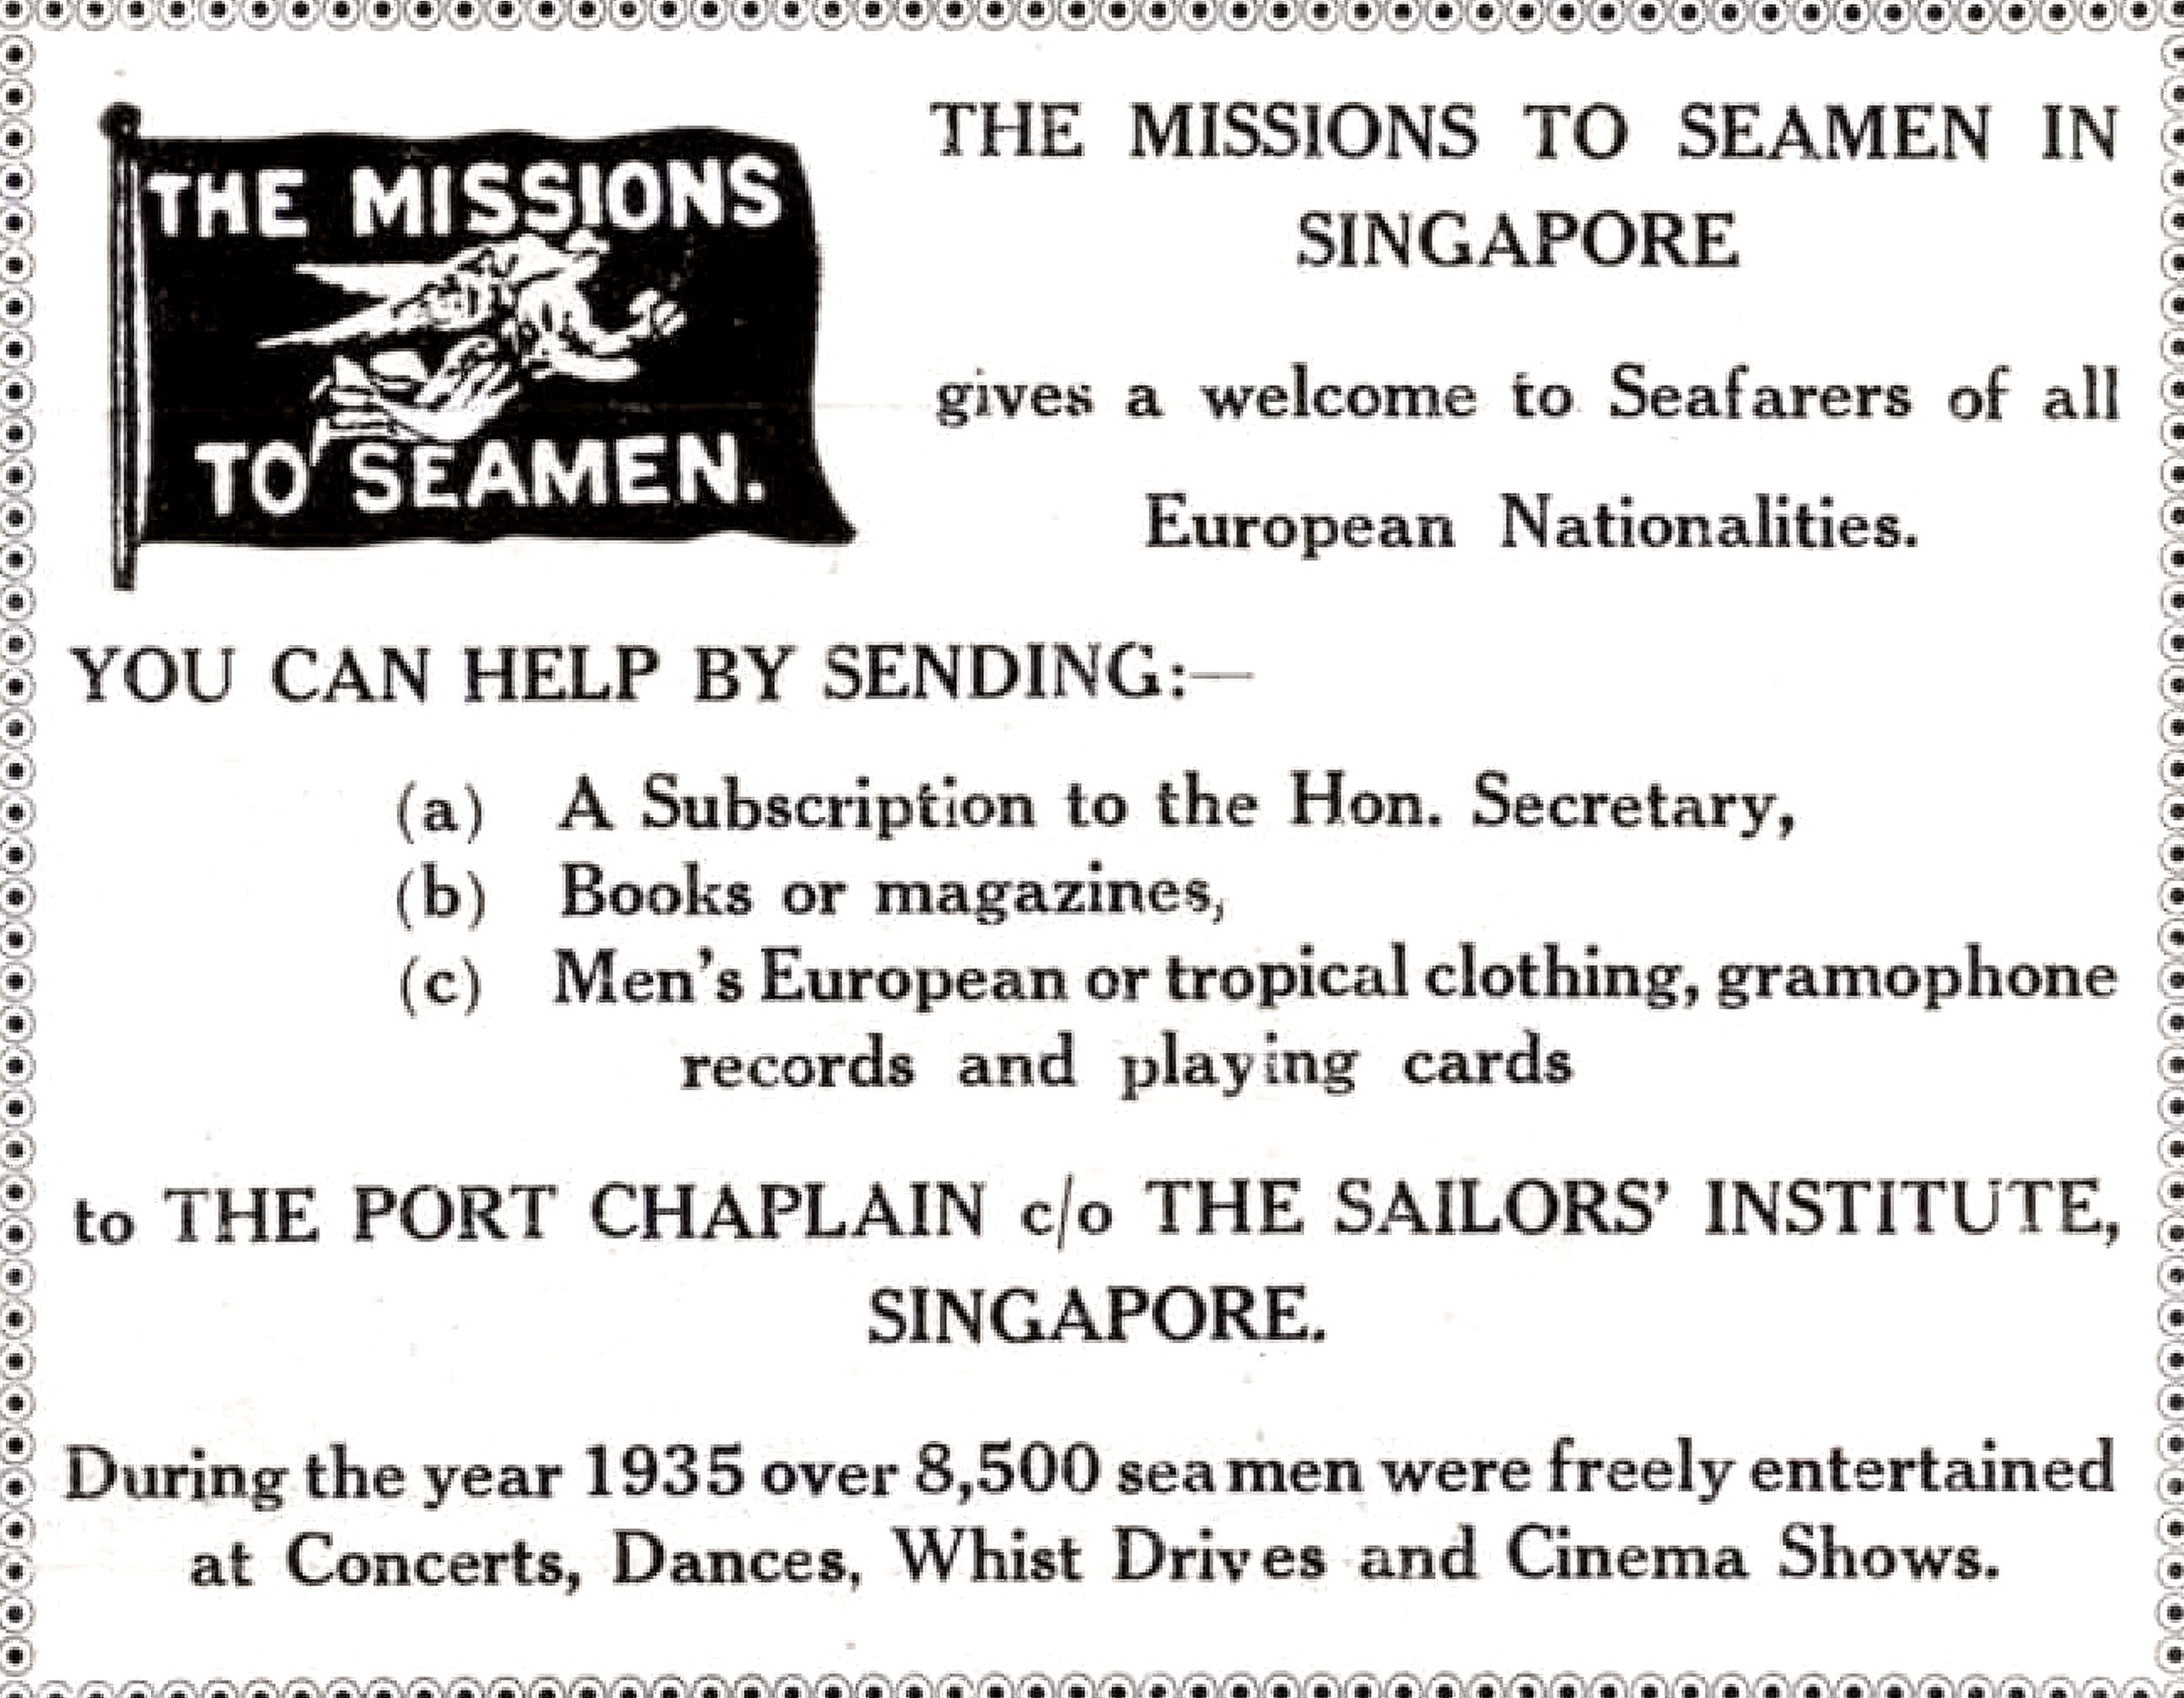 THE MISSIONS
TO SEAMEN.
THE MISSIONS TO SEAMEN IN
SINGAPORE
gives a welcome to Seafarers of all
European Nationalities.
YOU CAN HELP BY SENDING:—
(a) A Subscription to the Hon. Secretary,
(b) Books or magazines,
(c) Men's European or tropical clothing, gramophone
records and playing cards
to THE PORT CHAPLAIN c/o THE SAILORS' INSTITUTE,
SINGAPORE.
During the year 1935 over 8,500 seamen were freely entertained
at Concerts, Dances, Whist Drives and Cinema Shows.